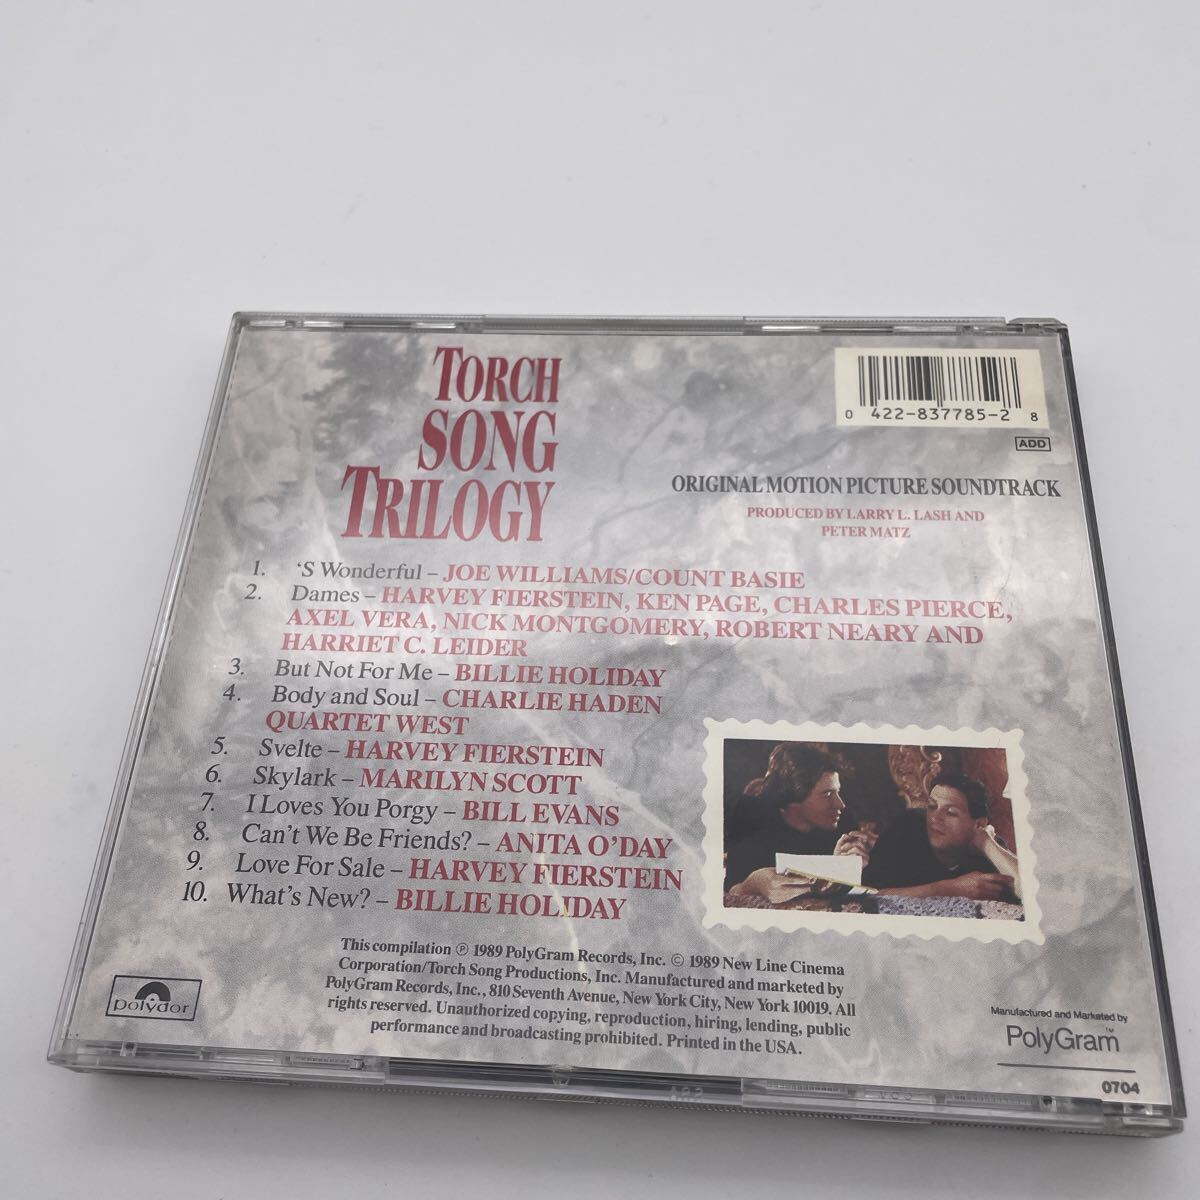 TORCH
SONG
TRILOGY
0 422-837785-2 8
ADD
ORIGINAL MOTION PICTURE SOUNDTRACK
PRODUCED BY LARRY L. LASH AND
PETER MATZ
1. ‘S Wonderful – JOE WILLIAMS/COUNT BASIE
2. Dames – HARVEY FIERSTEIN, KEN PAGE, CHARLES PIERCE,
AXEL VERA, NICK MONTGOMERY, ROBERT NEARY AND
HARRIET C. LEIDER
3. But Not For Me – BILLIE HOLIDAY
4. Body and Soul – CHARLIE HADEN
QUARTET WEST
5. Svelte – HARVEY FIERSTEIN
6. Skylark – MARILYN SCOTT
7. I Loves You Porgy – BILL EVANS
8. Can’t We Be Friends? – ANITA O’DAY
9. Love For Sale – HARVEY FIERSTEIN
10. What’s New? – BILLIE HOLIDAY
This compilation ℗ 1989 PolyGram Records, Inc. © 1989 New Line Cinema
Corporation/Torch Song Productions, Inc. Manufactured and marketed by
PolyGram Records, Inc., 810 Seventh Avenue, New York City, New York 10019. All
rights reserved. Unauthorized copying, reproduction, hiring, lending, public
performance and broadcasting prohibited. Printed in the USA.
polydor
Manufactured and Marketed by
PolyGram™
0704